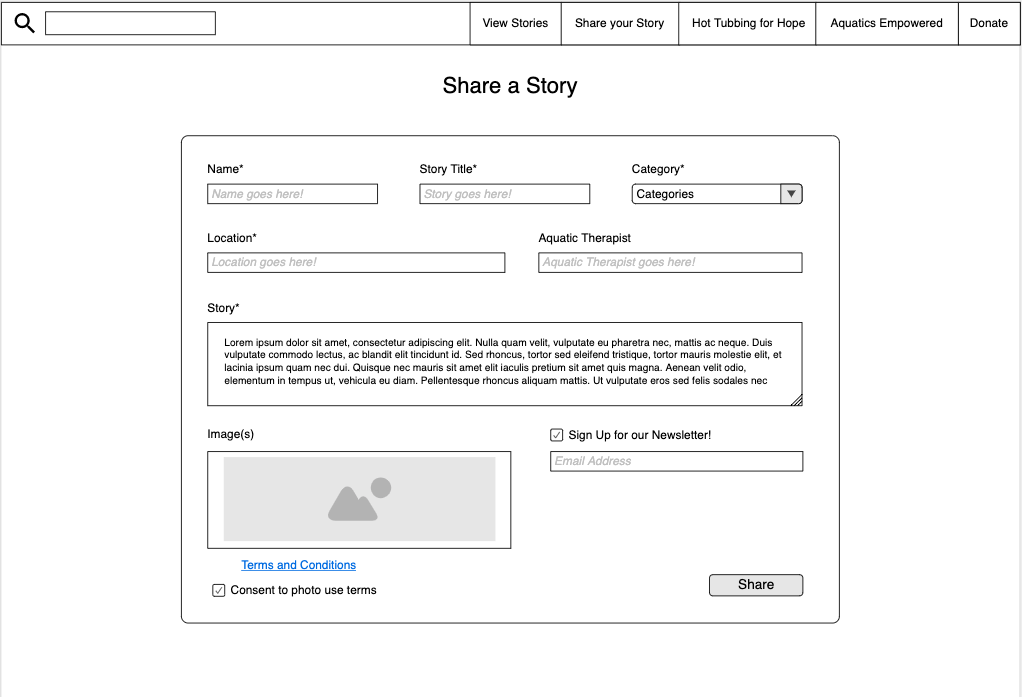 View Stories
Share your Story
Hot Tubbing for Hope
Aquatics Empowered
Donate
Share a Story
Name*
Story Title*
Category*
Name goes here!
Story goes here!
Categories
Location*
Aquatic Therapist
Location goes here!
Aquatic Therapist goes here!
Story*
Lorem ipsum dolor sit amet, consectetur adipiscing elit. Nulla quam velit, vulputate eu pharetra nec, mattis ac neque. Duis
vulputate commodo lectus, ac blandit elit tincidunt id. Sed rhoncus, tortor sed eleifend tristique, tortor mauris molestie elit, et
lacinia ipsum quam nec dui. Quisque nec mauris sit amet elit iaculis pretium sit amet quis magna. Aenean velit odio,
elementum in tempus ut, vehicula eu diam. Pellentesque rhoncus aliquam mattis. Ut vulputate eros sed felis sodales nec
Image(s)
Sign Up for our Newsletter!
Email Address
Terms and Conditions
Consent to photo use terms
Share